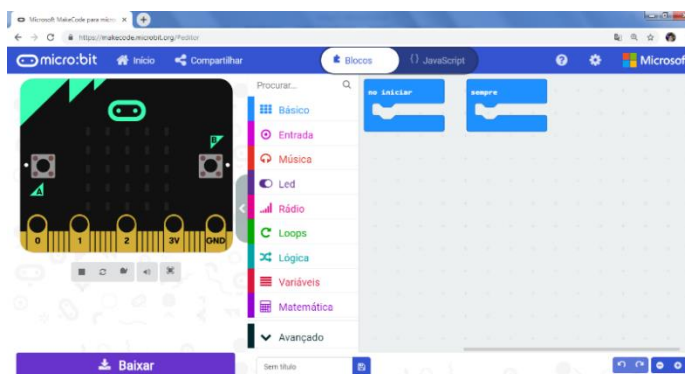 Microsoft MakeCode para micro:
https://makecode.microbit.org/#editor
micro:bit
Início
Compartilhar
Blocos
{} JavaScript
Microsof
Procurar...
Básico
Entrada
Música
Led
Rádio
Loops
Lógica
Variáveis
Matemática
Avançado
no iniciar
sempre
A
B
0
1
2
3V
GND
Baixar
Sem título